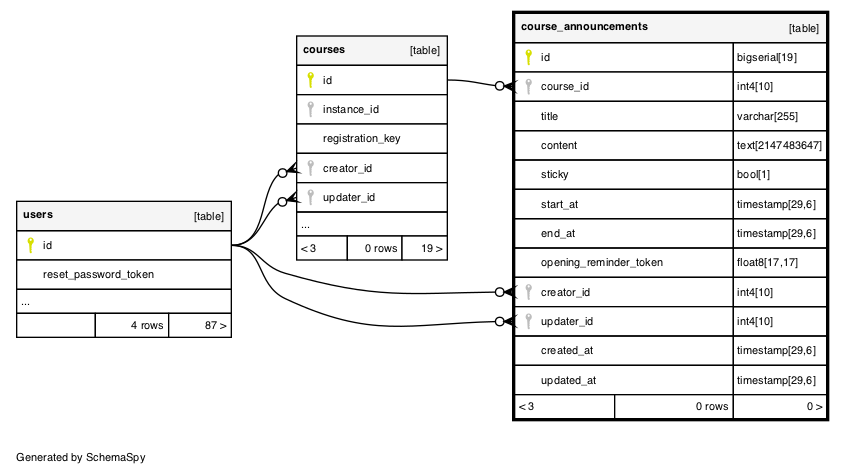 users [table]
id
reset_password_token
...
4 rows 87 >
courses [table]
id
instance_id
registration_key
creator_id
updater_id
...
< 3 0 rows 19 >
course_announcements [table]
id bigserial[19]
course_id int4[10]
title varchar[255]
content text[2147483647]
sticky bool[1]
start_at timestamp[29,6]
end_at timestamp[29,6]
opening_reminder_token float8[17,17]
creator_id int4[10]
updater_id int4[10]
created_at timestamp[29,6]
updated_at timestamp[29,6]
< 3 0 rows 0 >
Generated by SchemaSpy